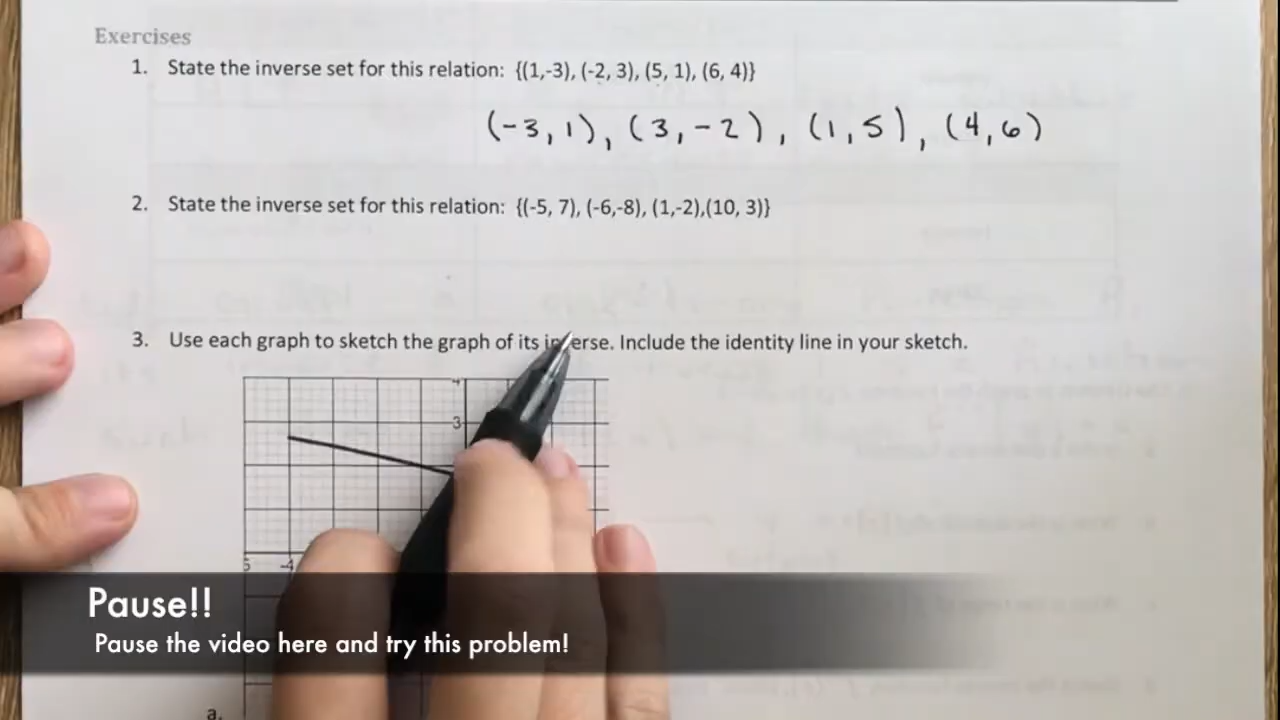 Exercises
1. State the inverse set for this relation: {(1,-3), (-2, 3), (5, 1), (6, 4)}
(-3, 1), (3, -2), (1, 5), (4, 6)
2. State the inverse set for this relation: {(-5, 7), (-6,-8), (1,-2),(10, 3)}
3. Use each graph to sketch the graph of its inverse. Include the identity line in your sketch.
3
-4
Pause!!
Pause the video here and try this problem!
a.